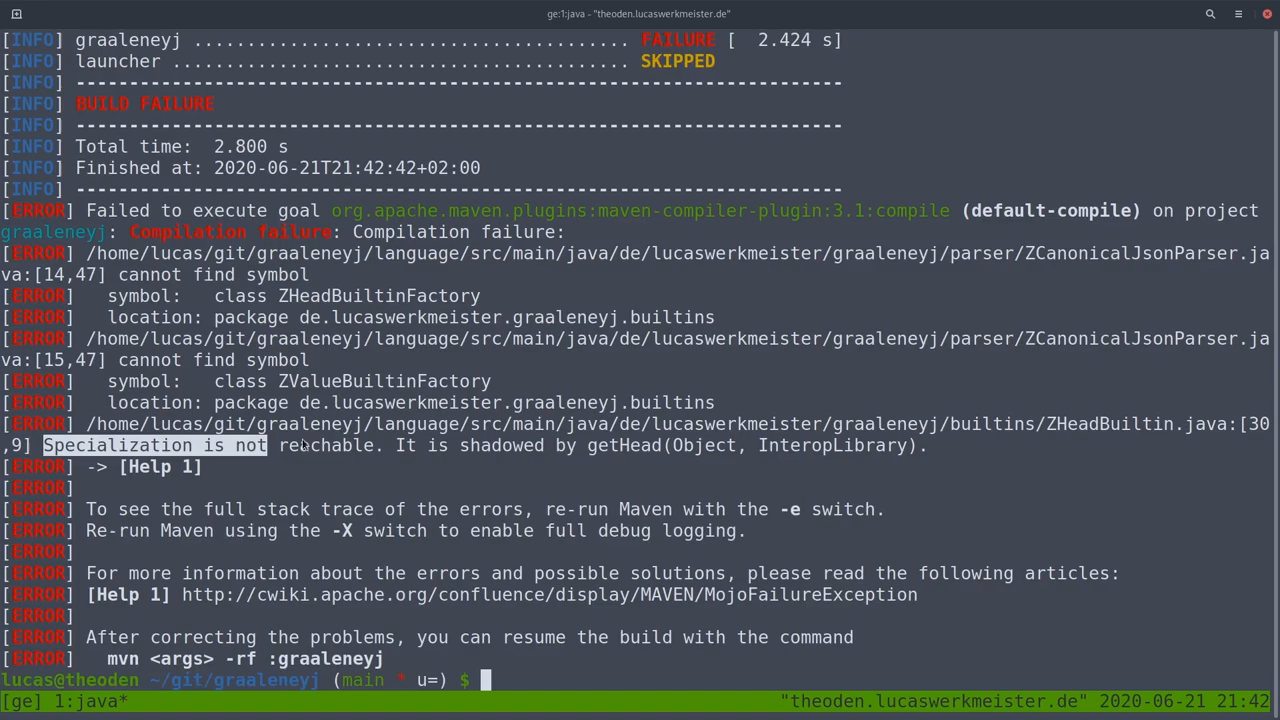 ge:1:java - "theoden.lucaswerkmeister.de"
[INFO] graaleneyj ......................................... FAILURE [  2.424 s]
[INFO] launcher ........................................... SKIPPED
[INFO] ------------------------------------------------------------------------
[INFO] BUILD FAILURE
[INFO] ------------------------------------------------------------------------
[INFO] Total time:  2.800 s
[INFO] Finished at: 2020-06-21T21:42:42+02:00
[INFO] ------------------------------------------------------------------------
[ERROR] Failed to execute goal org.apache.maven.plugins:maven-compiler-plugin:3.1:compile (default-compile) on project
graaleneyj: Compilation failure: Compilation failure:
[ERROR] /home/lucas/git/graaleneyj/language/src/main/java/de/lucaswerkmeister/graaleneyj/parser/ZCanonicalJsonParser.ja
va:[14,47] cannot find symbol
[ERROR]   symbol:   class ZHeadBuiltinFactory
[ERROR]   location: package de.lucaswerkmeister.graaleneyj.builtins
[ERROR] /home/lucas/git/graaleneyj/language/src/main/java/de/lucaswerkmeister/graaleneyj/parser/ZCanonicalJsonParser.ja
va:[15,47] cannot find symbol
[ERROR]   symbol:   class ZValueBuiltinFactory
[ERROR]   location: package de.lucaswerkmeister.graaleneyj.builtins
[ERROR] /home/lucas/git/graaleneyj/language/src/main/java/de/lucaswerkmeister/graaleneyj/builtins/ZHeadBuiltin.java:[30
,9] Specialization is not reachable. It is shadowed by getHead(Object, InteropLibrary).
[ERROR] -> [Help 1]
[ERROR]
[ERROR] To see the full stack trace of the errors, re-run Maven with the -e switch.
[ERROR] Re-run Maven using the -X switch to enable full debug logging.
[ERROR]
[ERROR] For more information about the errors and possible solutions, please read the following articles:
[ERROR] [Help 1] http://cwiki.apache.org/confluence/display/MAVEN/MojoFailureException
[ERROR]
[ERROR] After correcting the problems, you can resume the build with the command
[ERROR]   mvn <args> -rf :graaleneyj
lucas@theoden ~/git/graaleneyj (main * u=) $
[ge] 1:java* "theoden.lucaswerkmeister.de" 2020-06-21 21:42